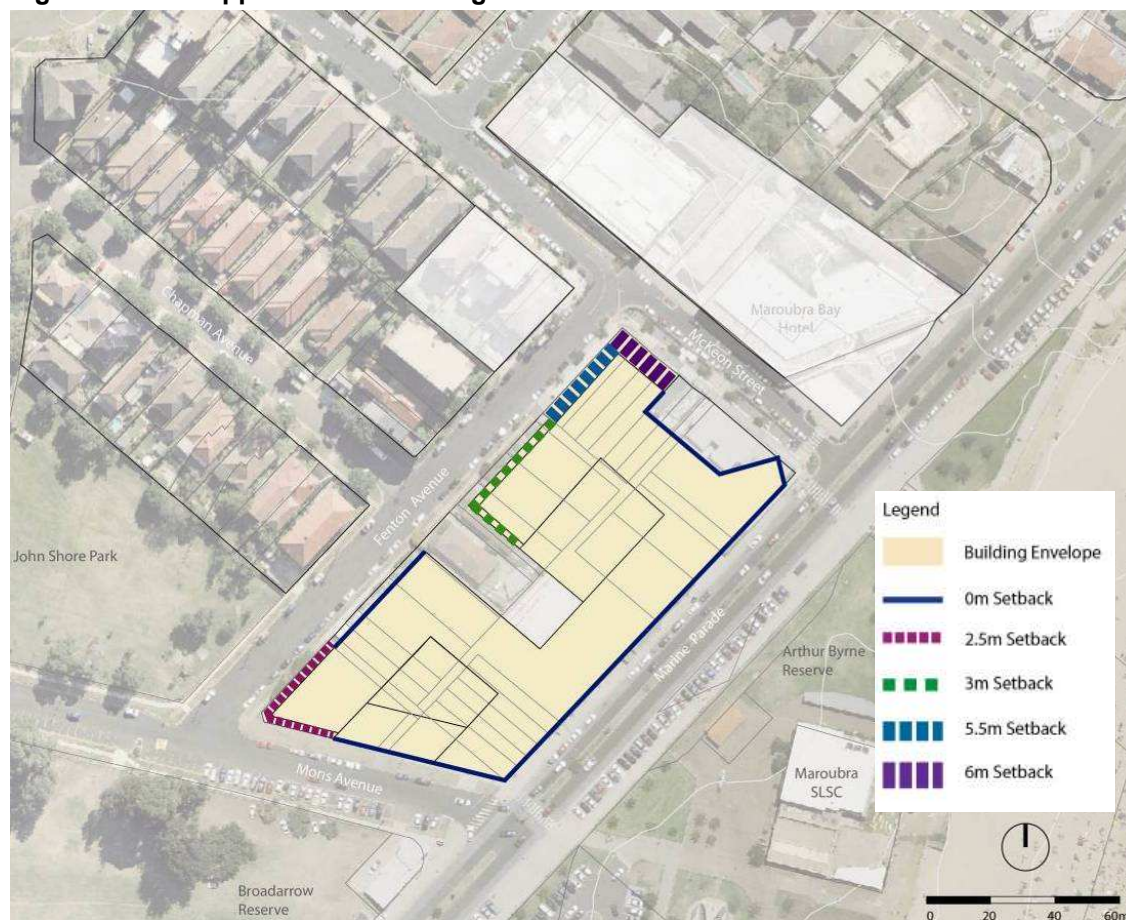 Chapman Avenue
McKeon Street
Maroubra Bay
Hotel
Fenton Avenue
John Shore Park
Marine Parade
Arthur Byrne
Reserve
Mons Avenue
Maroubra
SLSC
Broadarrow
Reserve
Legend
Building Envelope
0m Setback
2.5m Setback
3m Setback
5.5m Setback
6m Setback
0 20 40 60m